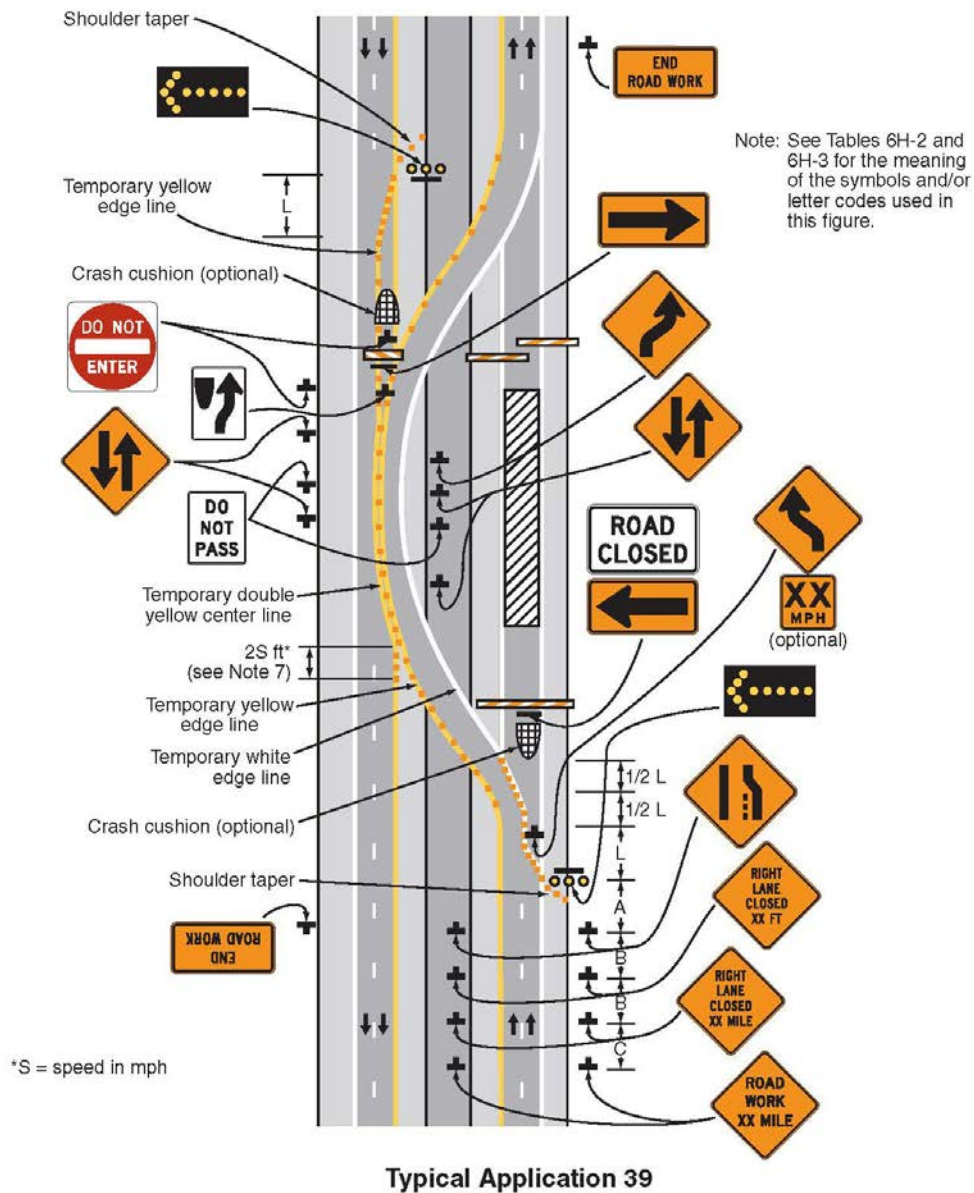 Shoulder taper
END
ROAD WORK
Note: See Tables 6H-2 and
6H-3 for the meaning
of the symbols and/or
letter codes used in
this figure.
Temporary yellow
edge line
L
Crash cushion (optional)
DO NOT
ENTER
DO
NOT
PASS
ROAD
CLOSED
XX
MPH
(optional)
Temporary double
yellow center line
2S ft*
(see Note 7)
Temporary yellow
edge line
Temporary white
edge line
1/2 L
1/2 L
Crash cushion (optional)
L
Shoulder taper
A
RIGHT
LANE
CLOSED
XX FT
END
ROAD WORK
B
B
RIGHT
LANE
CLOSED
XX MILE
C
*S = speed in mph
ROAD
WORK
XX MILE
Typical Application 39